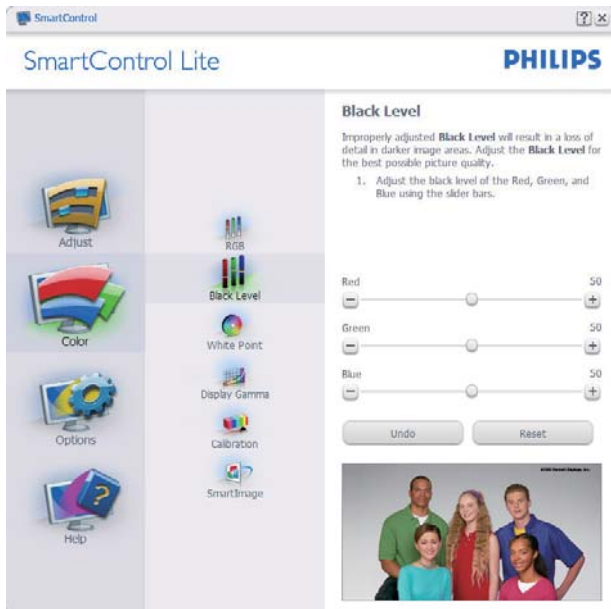 SmartControl
SmartControl Lite
PHILIPS
Adjust
Color
Options
Help
RGB
Black Level
White Point
Display Gamma
Calibration
SmartImage
Black Level
Improperly adjusted Black Level will result in a loss of
detail in darker image areas. Adjust the Black Level for
the best possible picture quality.
1. Adjust the black level of the Red, Green, and
Blue using the slider bars.
Red 50
Green 50
Blue 50
Undo Reset